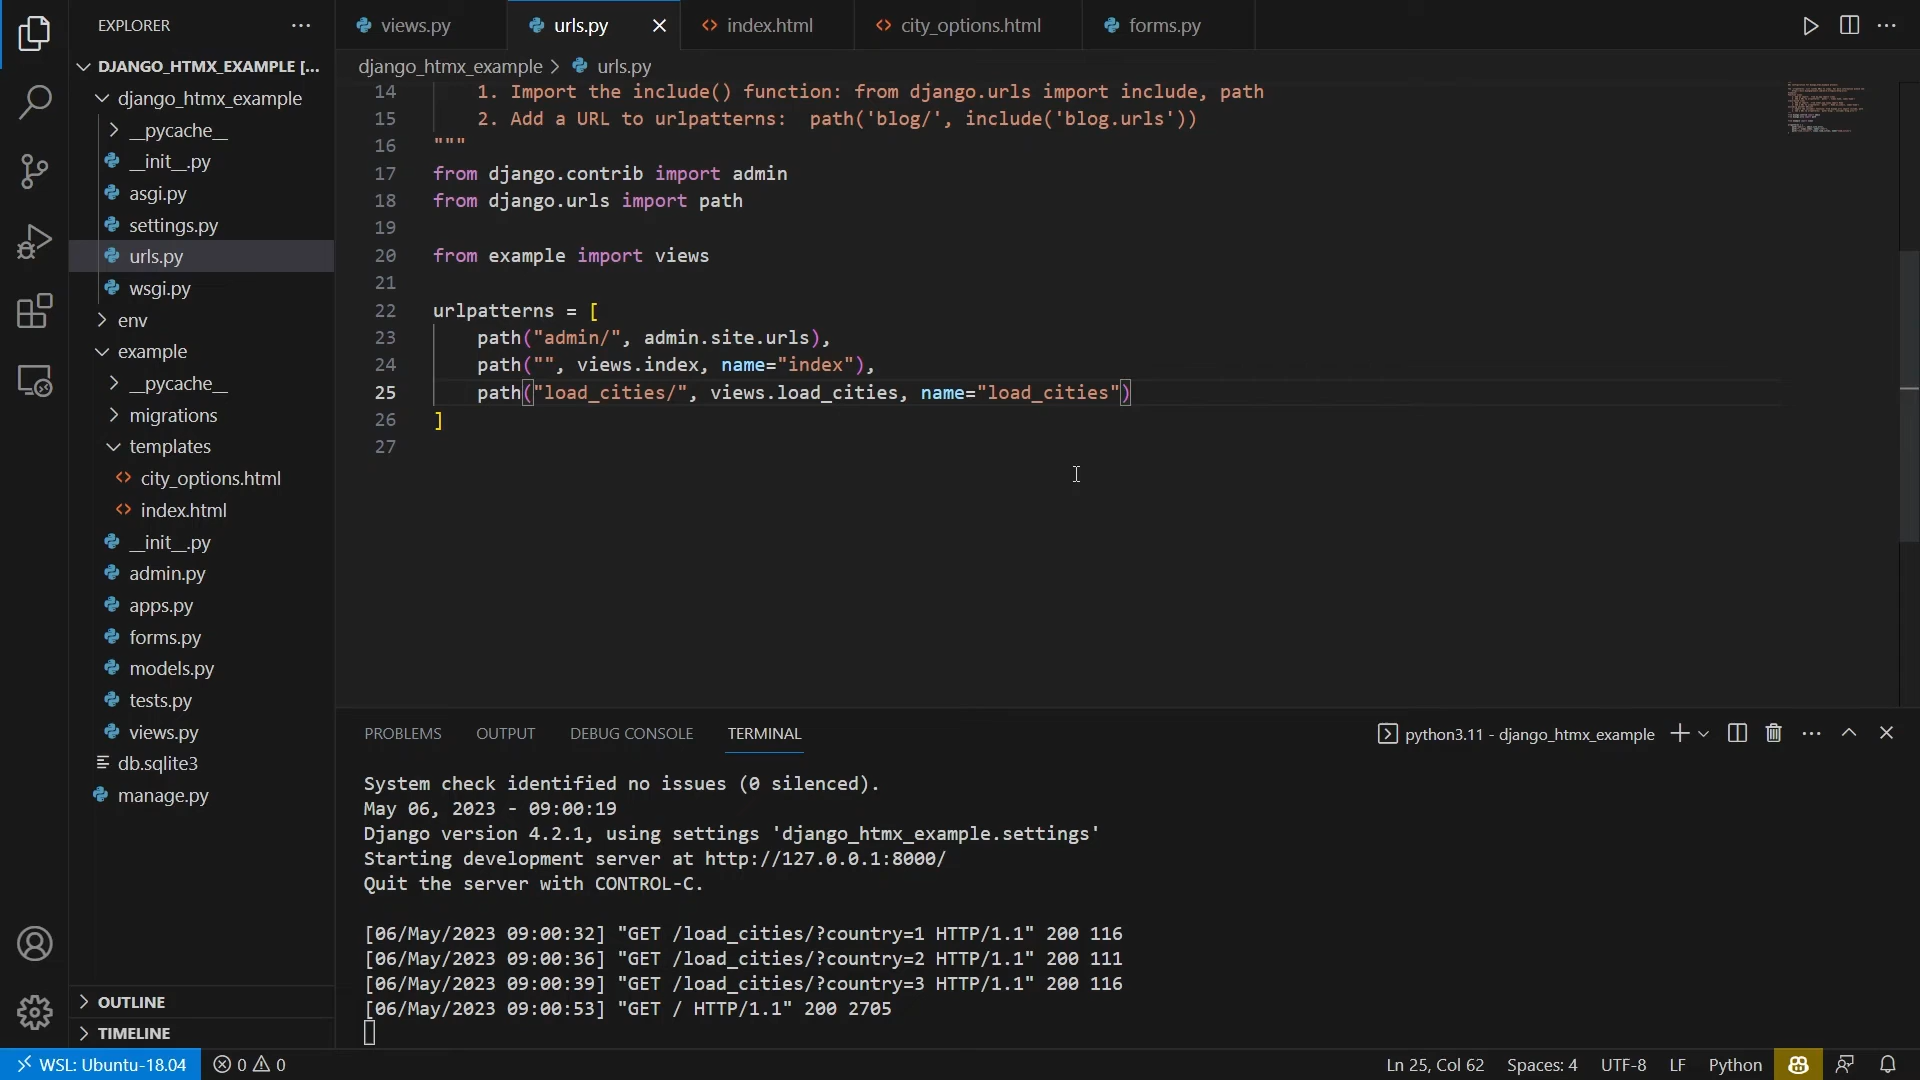 EXPLORER
views.py
urls.py
index.html
city_options.html
forms.py
DJANGO_HTMX_EXAMPLE [...
django_htmx_example
__pycache__
__init__.py
asgi.py
settings.py
urls.py
wsgi.py
env
example
__pycache__
migrations
templates
city_options.html
index.html
__init__.py
admin.py
apps.py
forms.py
models.py
tests.py
views.py
db.sqlite3
manage.py
OUTLINE
TIMELINE
django_htmx_example > urls.py
14 1. Import the include() function: from django.urls import include, path
15 2. Add a URL to urlpatterns:  path('blog/', include('blog.urls'))
16 """
17 from django.contrib import admin
18 from django.urls import path
19
20 from example import views
21
22 urlpatterns = [
23 path("admin/", admin.site.urls),
24 path("", views.index, name="index"),
25 path("load_cities/", views.load_cities, name="load_cities")
26 ]
27
PROBLEMS OUTPUT DEBUG CONSOLE TERMINAL
python3.11 - django_htmx_example
System check identified no issues (0 silenced).
May 06, 2023 - 09:00:19
Django version 4.2.1, using settings 'django_htmx_example.settings'
Starting development server at http://127.0.0.1:8000/
Quit the server with CONTROL-C.
[06/May/2023 09:00:32] "GET /load_cities/?country=1 HTTP/1.1" 200 116
[06/May/2023 09:00:36] "GET /load_cities/?country=2 HTTP/1.1" 200 111
[06/May/2023 09:00:39] "GET /load_cities/?country=3 HTTP/1.1" 200 116
[06/May/2023 09:00:53] "GET / HTTP/1.1" 200 2705
WSL: Ubuntu-18.04 0 0 Ln 25, Col 62 Spaces: 4 UTF-8 LF Python